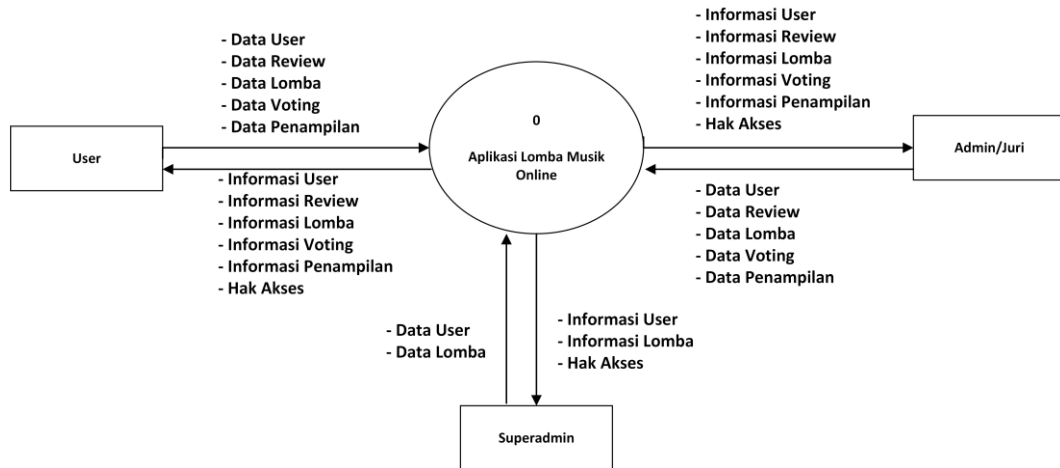 - Data User
- Data Review
- Data Lomba
- Data Voting
- Data Penampilan
- Informasi User
- Informasi Review
- Informasi Lomba
- Informasi Voting
- Informasi Penampilan
- Hak Akses
User
0
Aplikasi Lomba Musik
Online
Admin/Juri
- Informasi User
- Informasi Review
- Informasi Lomba
- Informasi Voting
- Informasi Penampilan
- Hak Akses
- Data User
- Data Review
- Data Lomba
- Data Voting
- Data Penampilan
- Data User
- Data Lomba
- Informasi User
- Informasi Lomba
- Hak Akses
Superadmin